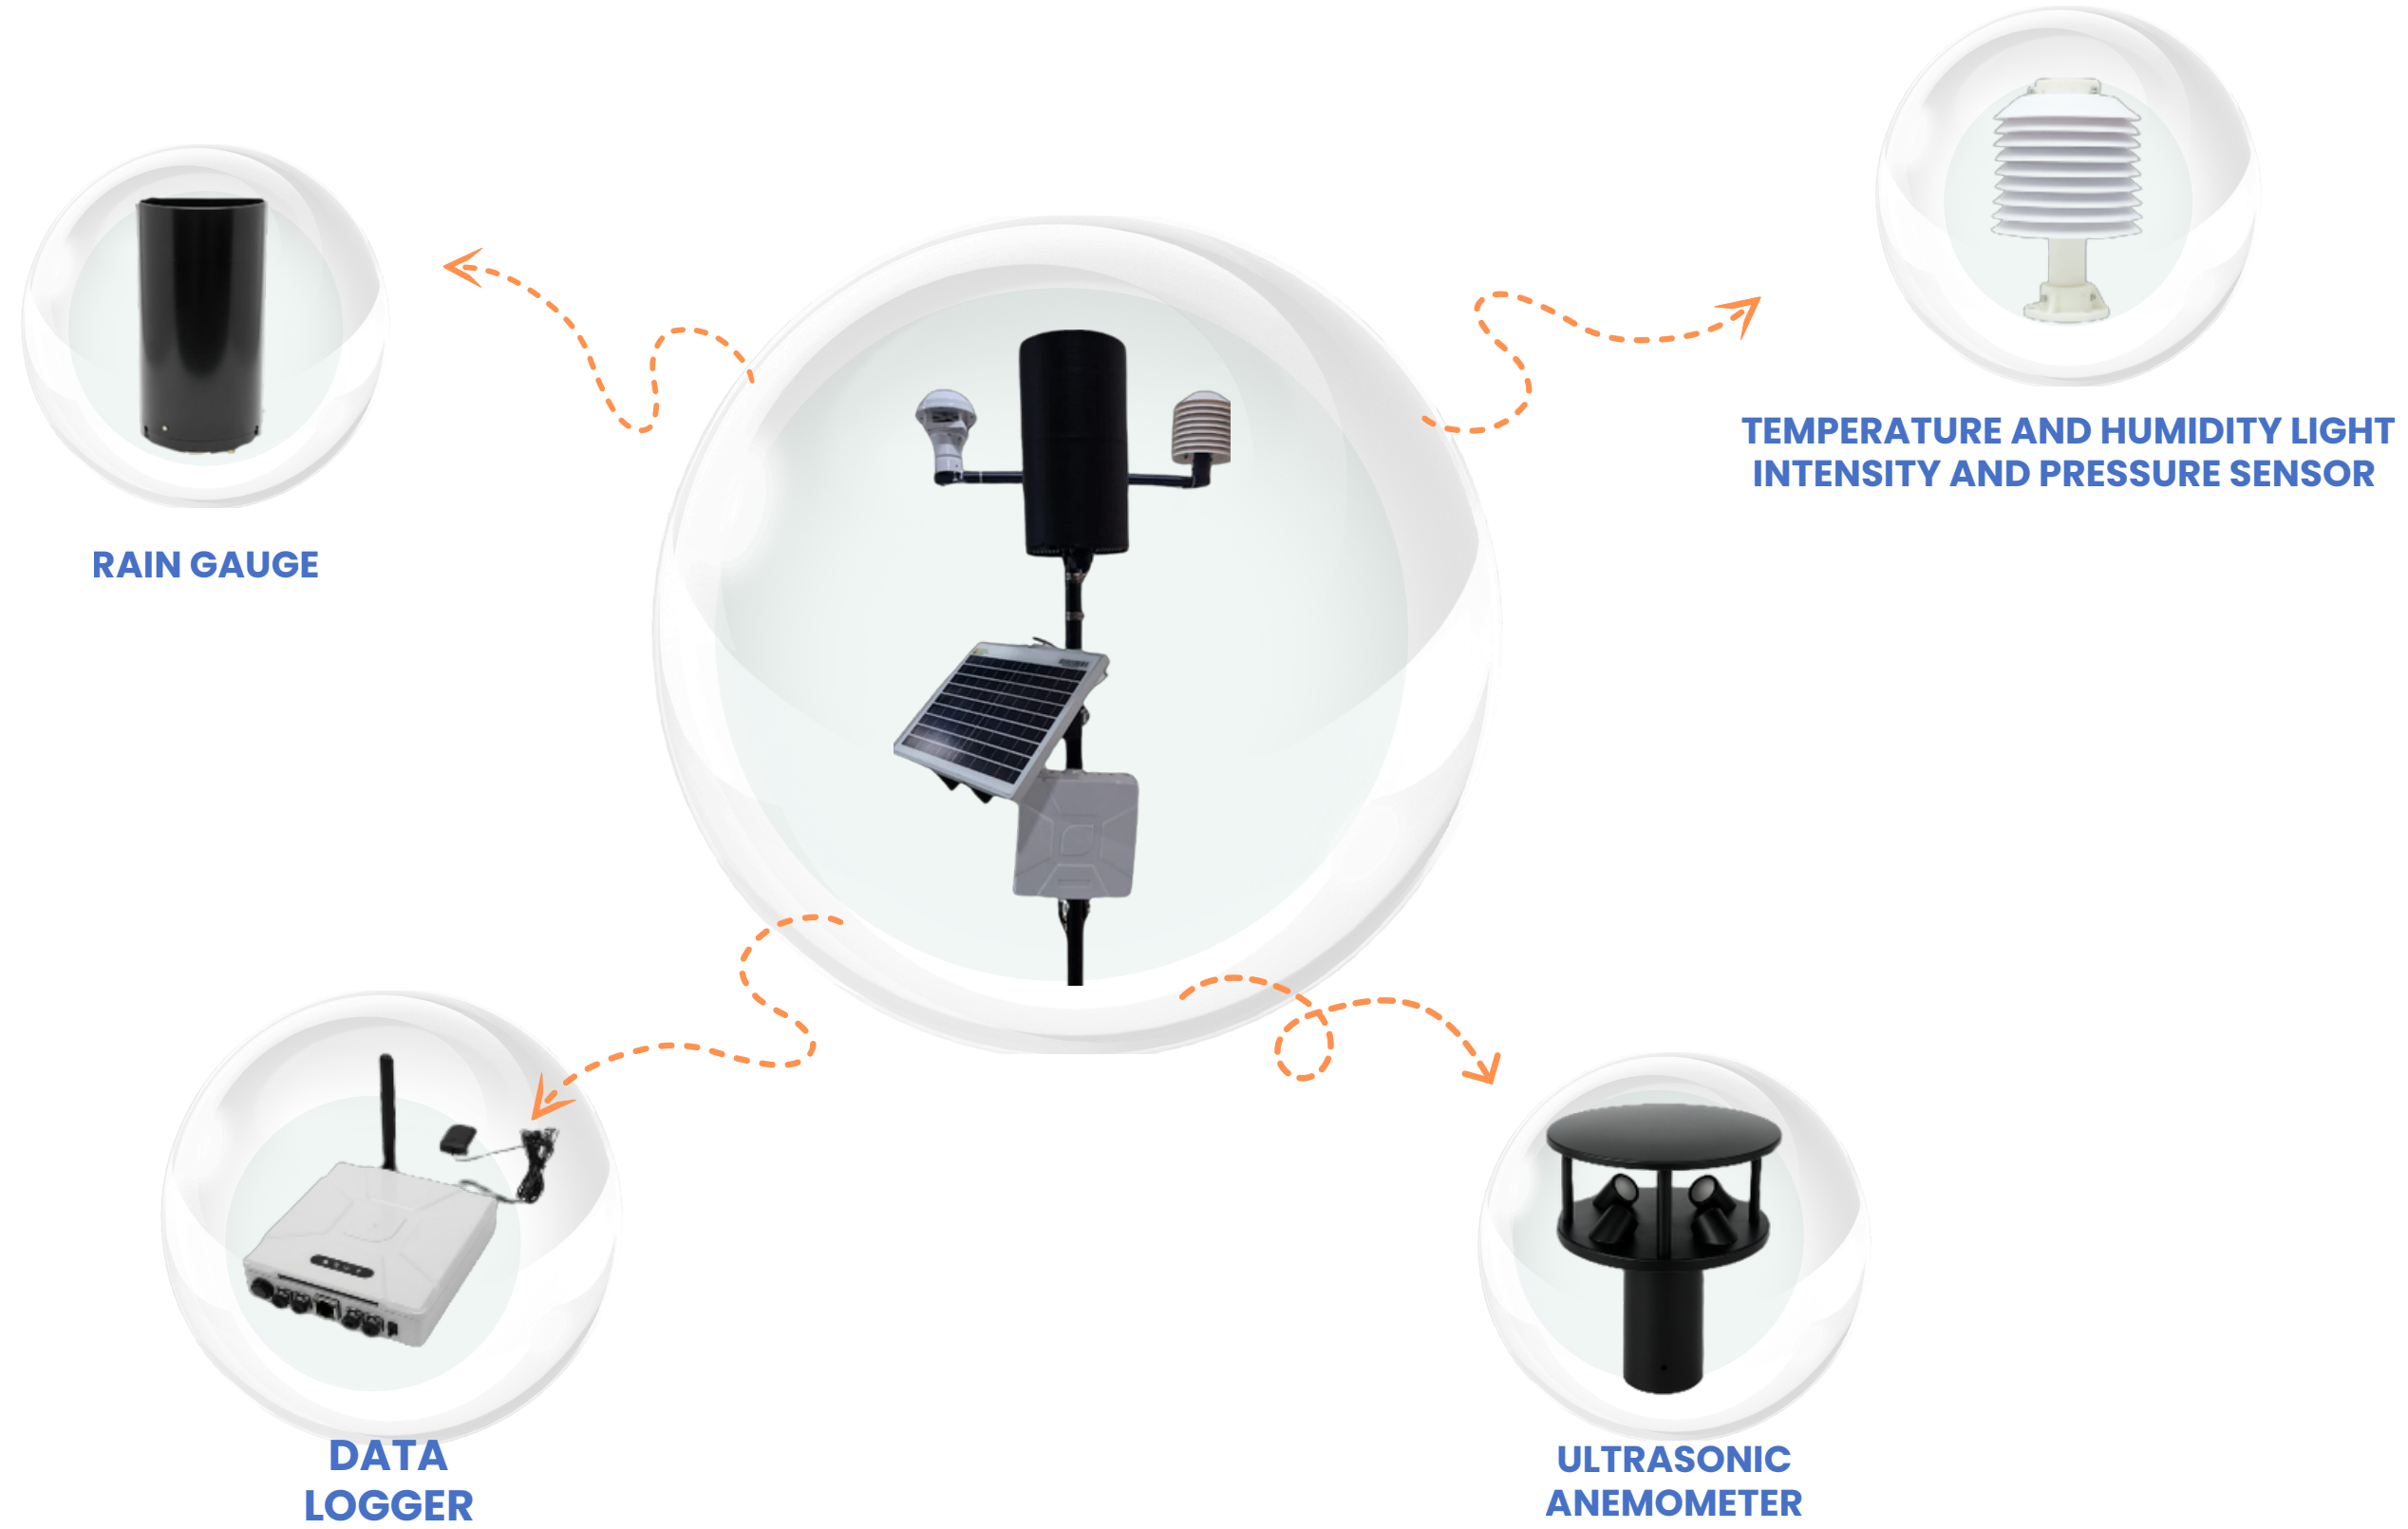 TEMPERATURE AND HUMIDITY LIGHT
INTENSITY AND PRESSURE SENSOR
RAIN GAUGE
DATA
LOGGER
ULTRASONIC
ANEMOMETER